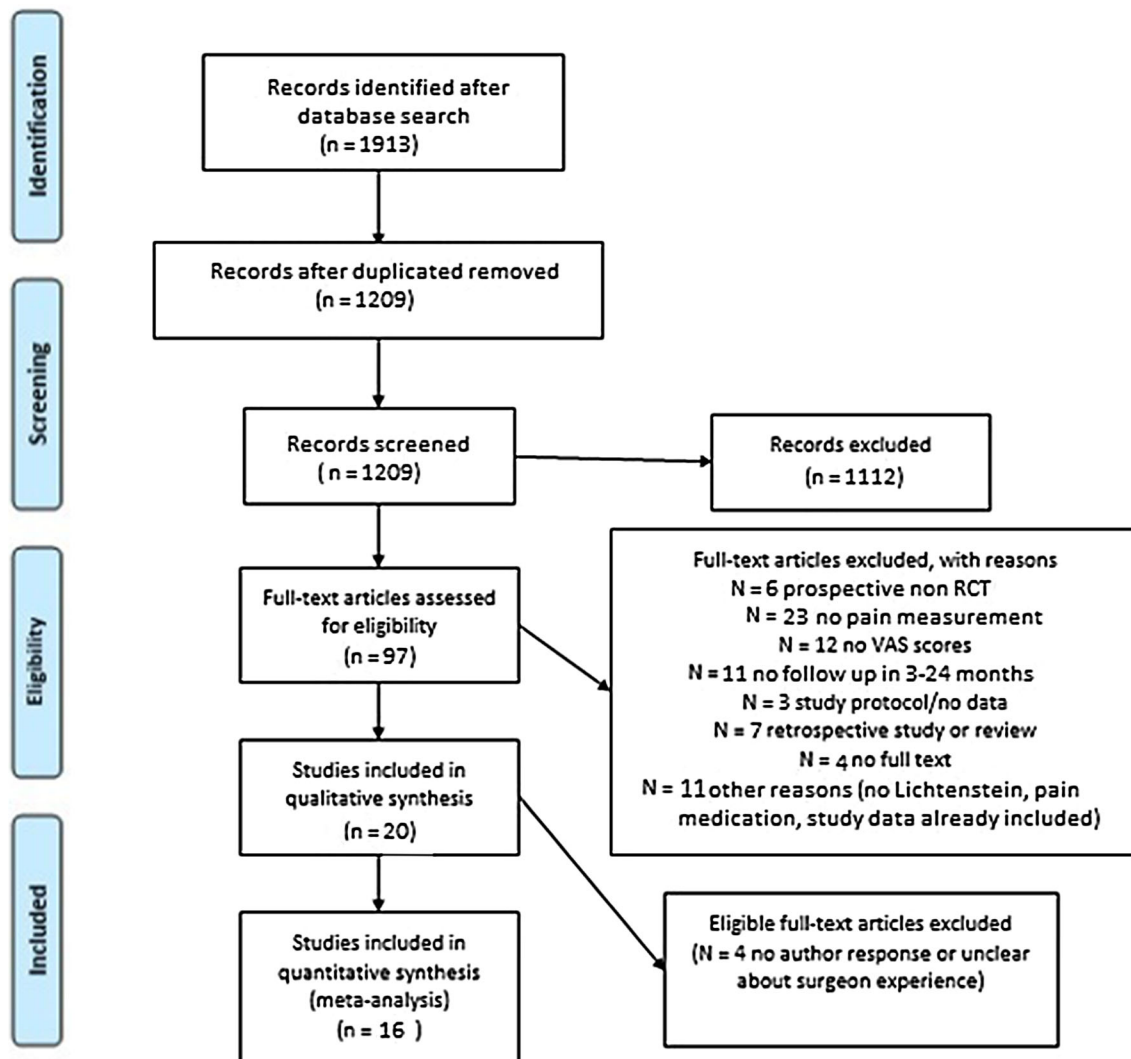 Identification
Records identified after
database search
(n = 1913)
Records after duplicated removed
(n = 1209)
Screening
Records screened
( n = 1209)
Records excluded
(n = 1112)
Eligibility
Full-text articles assessed
for eligibility
(n = 97)
Full-text articles excluded, with reasons
N = 6 prospective non RCT
N = 23 no pain measurement
N = 12 no VAS scores
N = 11 no follow up in 3-24 months
N = 3 study protocol/no data
N = 7 retrospective study or review
N = 4 no full text
N = 11 other reasons (no Lichtenstein, pain
medication, study data already included)
Studies included in
qualitative synthesis
(n = 20)
Included
Eligible full-text articles excluded
(N = 4 no author response or unclear
about surgeon experience)
Studies included in
quantitative synthesis
(meta-analysis)
(n = 16 )